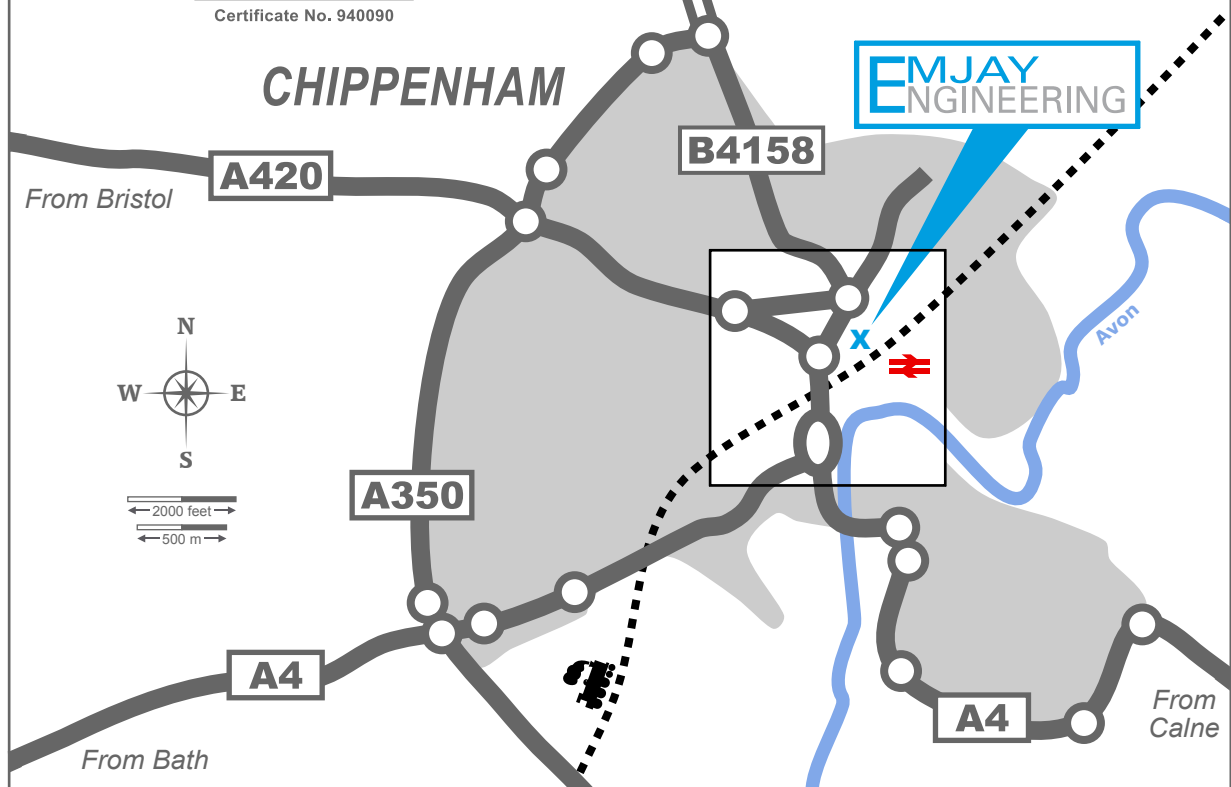 Certificate No. 940090
CHIPPENHAM
EMJAY
ENGINEERING
B4158
A420
From Bristol
Avon
N
W
E
S
X
A350
2000 feet
500 m
A4
From Bath
A4
From
Calne